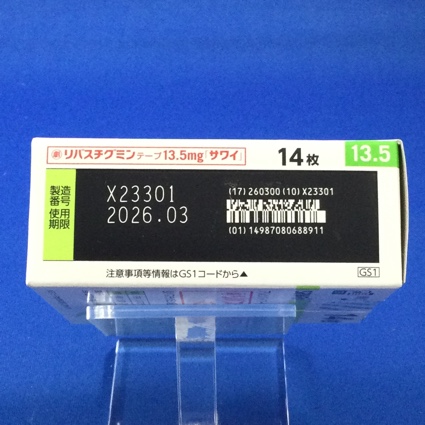 劇 リバスチグミンテープ13.5mg「サワイ」 14枚 13.5
製造番号 X23301
使用期限 2026.03
(17) 260300 (10) X23301
(01) 14987080688911
注意事項等情報はGS1コードから▲
GS1